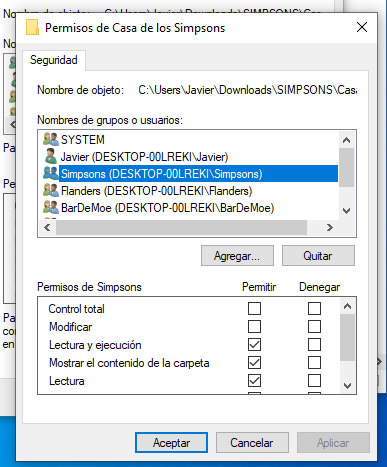 Permisos de Casa de los Simpsons
Seguridad
Nombre de objeto: C:\Users\Javier\Downloads\SIMPSONS\Casa
Nombres de grupos o usuarios:
SYSTEM
Javier (DESKTOP-00LREKI\Javier)
Simpsons (DESKTOP-00LREKI\Simpsons)
Flanders (DESKTOP-00LREKI\Flanders)
BarDeMoe (DESKTOP-00LREKI\BarDeMoe)
Agregar... Quitar
Permisos de Simpsons Permitir Denegar
Control total
Modificar
Lectura y ejecución
Mostrar el contenido de la carpeta
Lectura
Aceptar Cancelar Aplicar